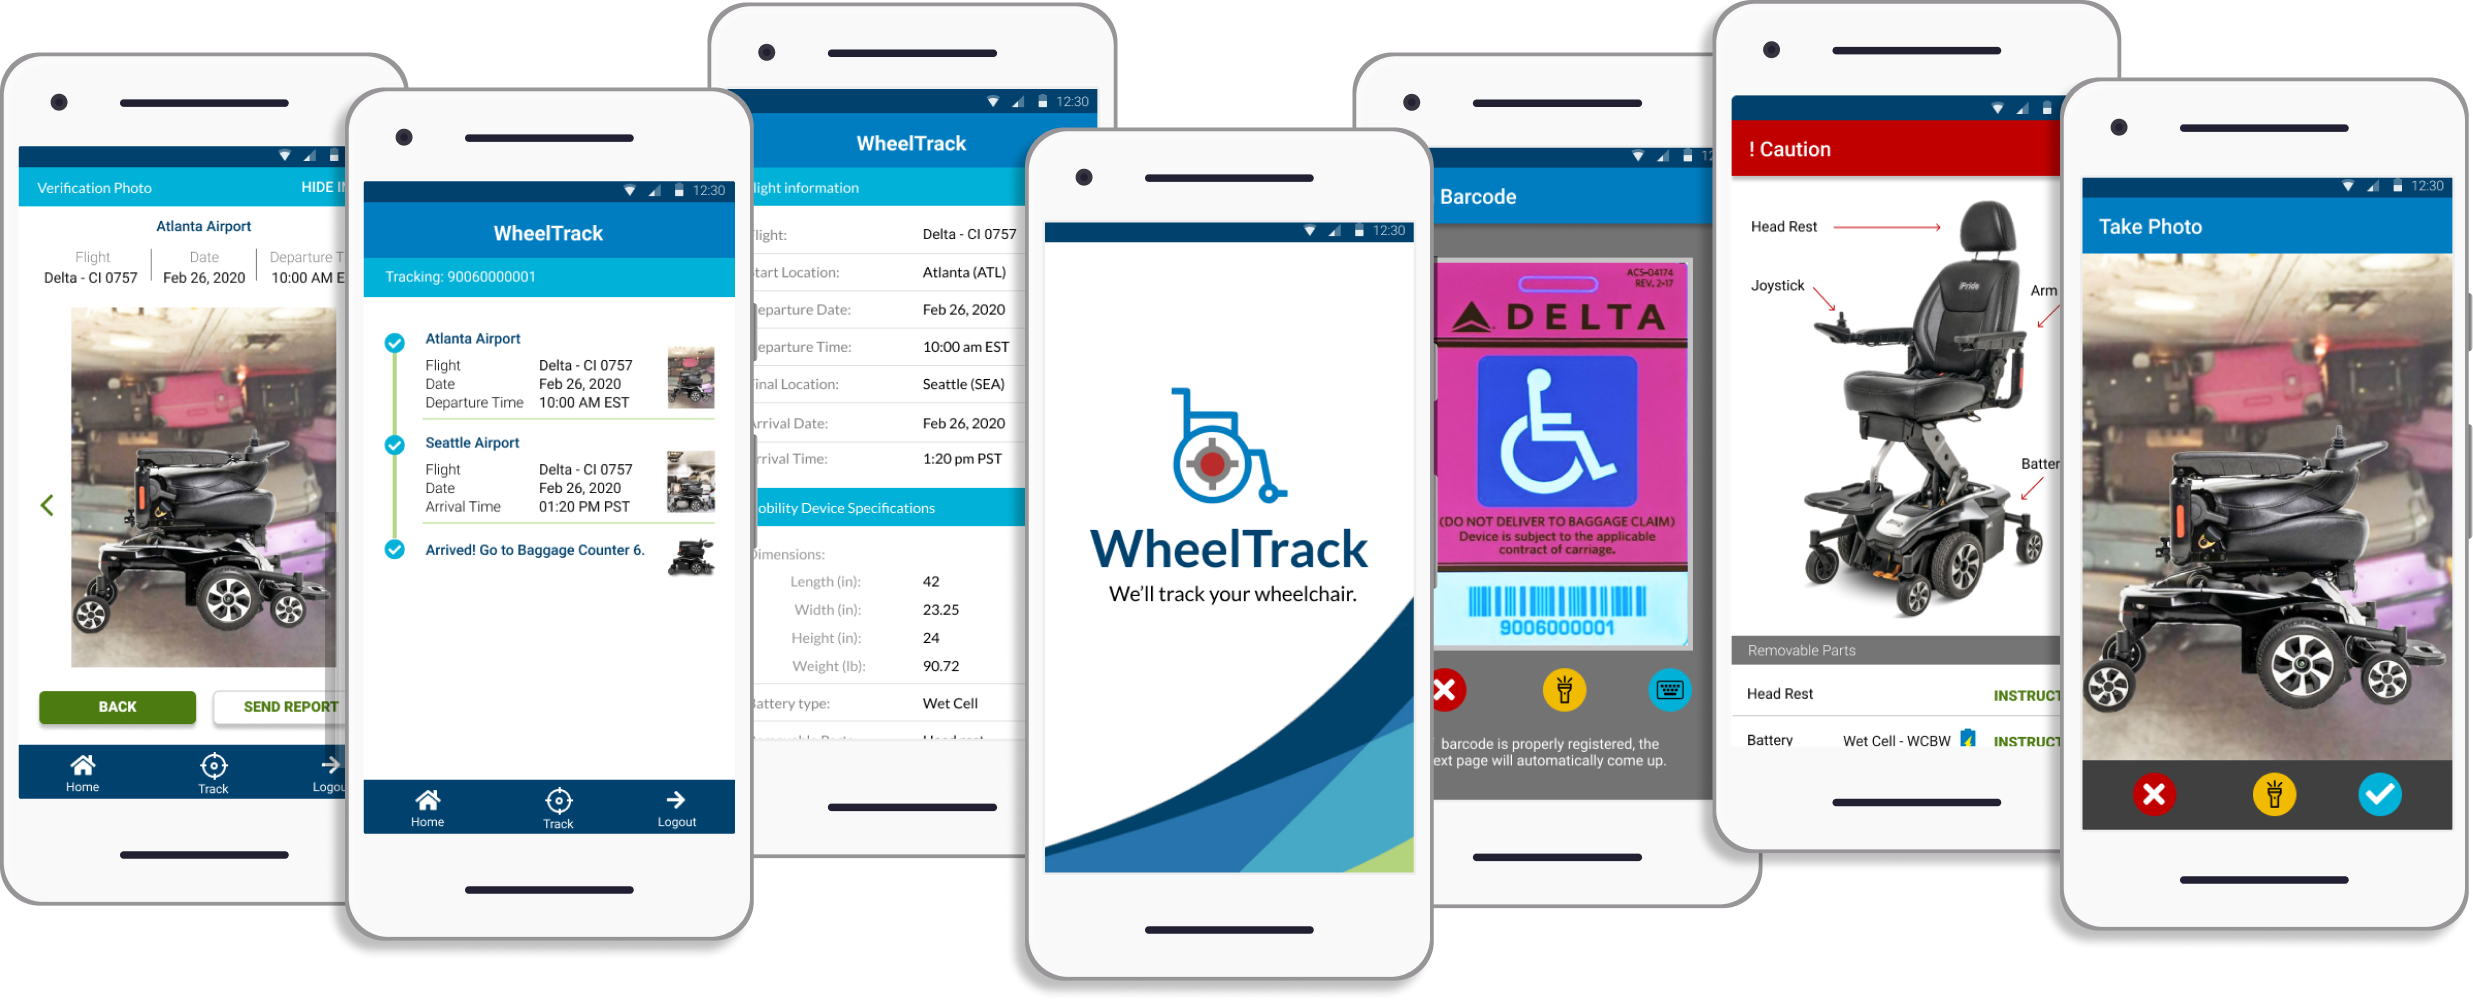 Verification Photo HIDE
Atlanta Airport
Flight Date Departure
Delta - CI 0757 Feb 26, 2020 10:00 AM
BACK SEND REPORT
Home Track
12:30
WheelTrack
Tracking: 90060000001
Atlanta Airport
Flight Delta - CI 0757
Date Feb 26, 2020
Departure Time 10:00 AM EST
Seattle Airport
Flight Delta - CI 0757
Date Feb 26, 2020
Arrival Time 01:20 PM PST
Arrived! Go to Baggage Counter 6.
Home Track Logout
12:30
WheelTrack
light information
light: Delta - CI 0757
tart Location: Atlanta (ATL)
eparture Date: Feb 26, 2020
eparture Time: 10:00 am EST
inal Location: Seattle (SEA)
rrival Date: Feb 26, 2020
rrival Time: 1:20 pm PST
obility Device Specifications
imensions:
Length (in): 42
Width (in): 23.25
Height (in): 24
Weight (lb): 90.72
attery type: Wet Cell
12:30
WheelTrack
We'll track your wheelchair.
Barcode
ACS-04174
REV. 2-17
DELTA
(DO NOT DELIVER TO BAGGAGE CLAIM)
Device is subject to the applicable
contract of carriage.
9006000001
barcode is properly registered, the
ext page will automatically come up.
! Caution
Head Rest
Joystick
Arm
Batter
Pride
Removable Parts
Head Rest INSTRUCT
Battery Wet Cell - WCBW INSTRUCT
12:30
Take Photo